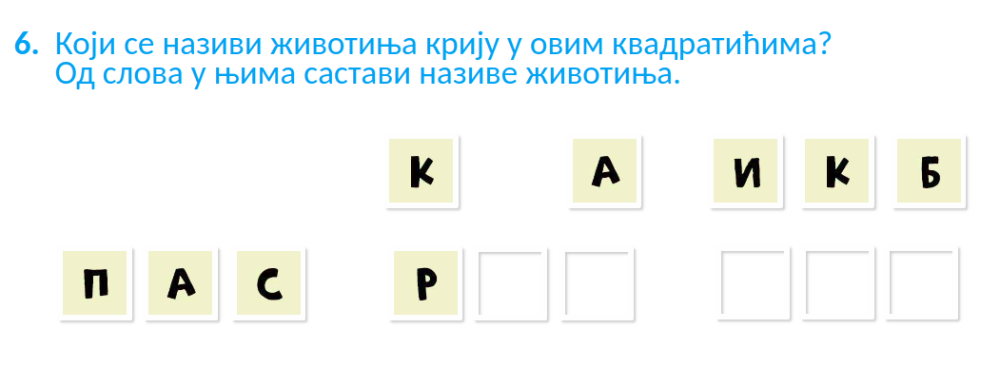 6. Који се називи животиња крију у овим квадратићима?
Од слова у њима састави називе животиња.
К А И К Б
П А С Р